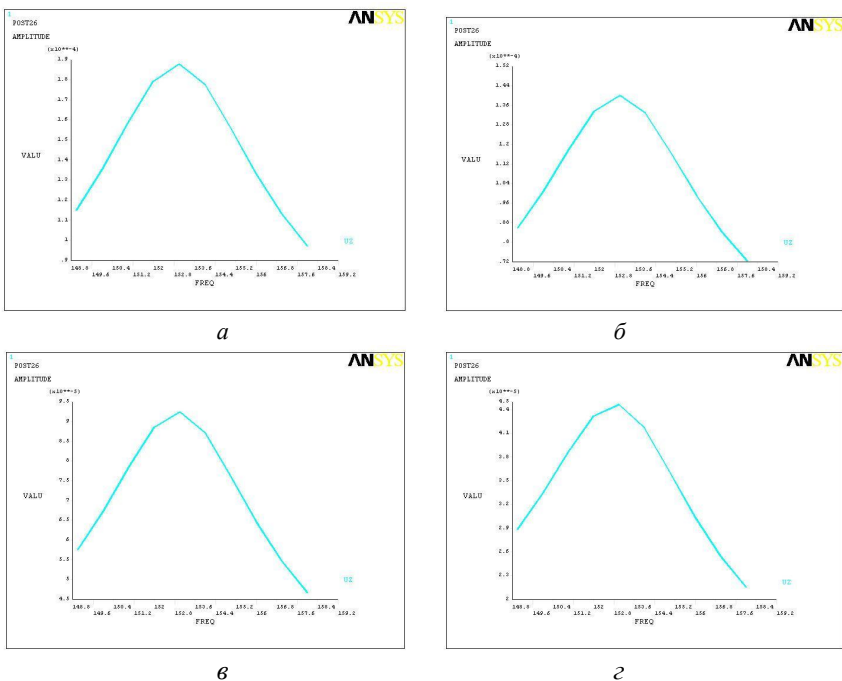 1
POST26
AMPLITUDE
ANSYS
(x10**-4)
1.9
1.8
1.7
1.6
1.5
1.4
VALU
1.3
1.2
1.1
1
.9
UZ
148.8 150.4 152 153.6 155.2 156.8 158.4
149.6 151.2 152.8 154.4 156 157.6 159.2
FREQ
а
1
POST26
AMPLITUDE
ANSYS
(x10**-4)
1.52
1.44
1.36
1.28
1.2
VALU
1.12
1.04
.96
.88
.8
.72
UZ
148.8 150.4 152 153.6 155.2 156.8 158.4
149.6 151.2 152.8 154.4 156 157.6 159.2
FREQ
б
1
POST26
AMPLITUDE
ANSYS
(x10**-5)
9.5
9
8.5
8
7.5
VALU
7
6.5
6
5.5
5
4.5
UZ
148.8 150.4 152 153.6 155.2 156.8 158.4
149.6 151.2 152.8 154.4 156 157.6 159.2
FREQ
в
1
POST26
AMPLITUDE
ANSYS
(x10**-5)
4.4
4.1
3.8
3.5
VALU
3.2
2.9
2.6
2.3
2
UZ
148.8 150.4 152 153.6 155.2 156.8 158.4
149.6 151.2 152.8 154.4 156 157.6 159.2
FREQ
г